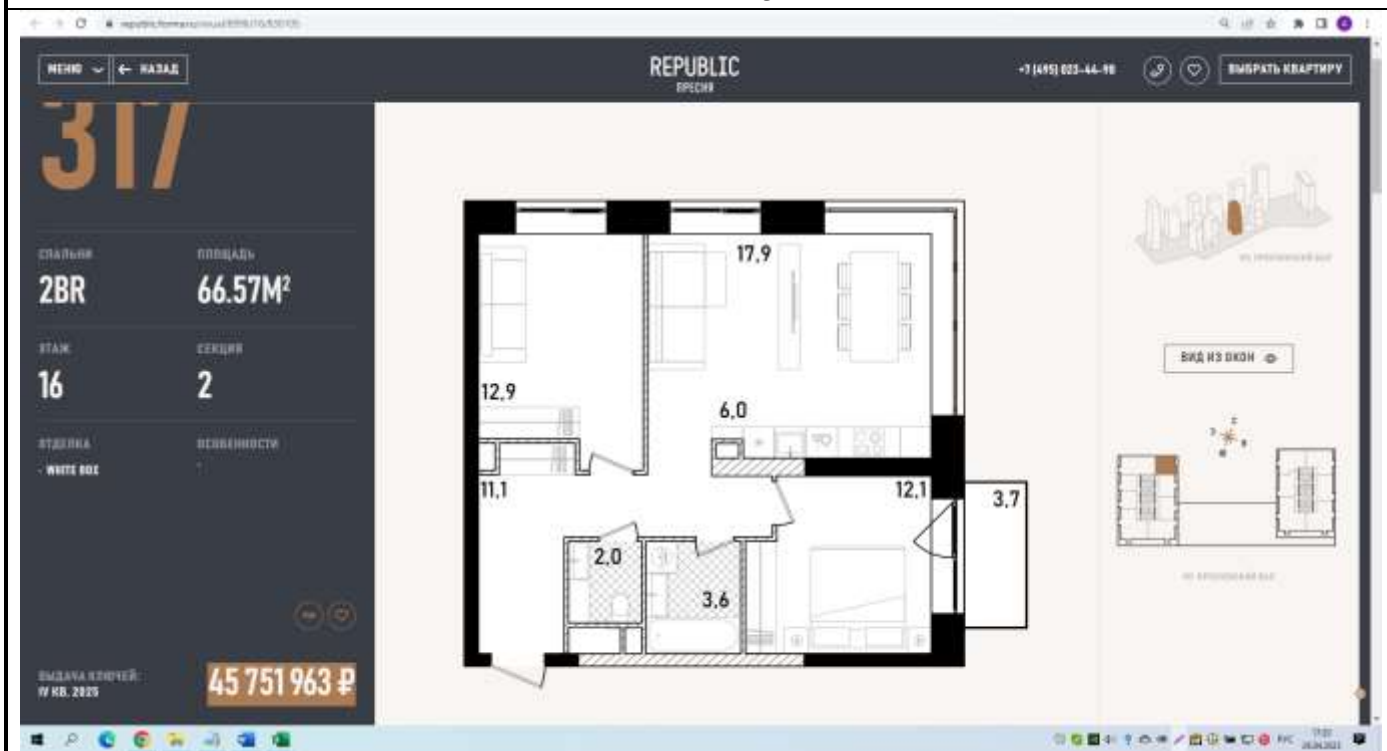 МЕНЮ
← НАЗАД
REPUBLIC
ПРЕСНЯ
+7 (495) 023-44-90
ВЫБРАТЬ КВАРТИРУ
317
СПАЛЬНИ
ПЛОЩАДЬ
2BR
66.57М²
ЭТАЖ
СЕКЦИЯ
16
2
ОТДЕЛКА
ОСОБЕННОСТИ
- WHITE BOX
-
ВЫДАЧА КЛЮЧЕЙ:
IV КВ. 2025
45 751 963 ₽
17,9
12,9
6,0
11,1
12,1
3,7
2,0
3,6
ВИД ИЗ ОКОН